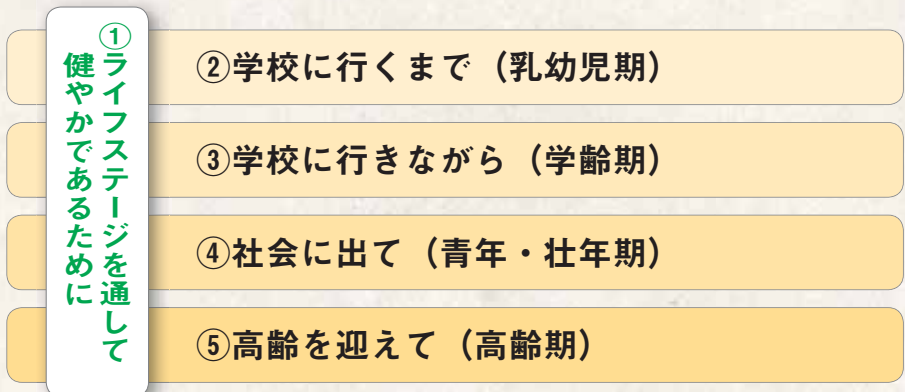 ①ライフステージを通して
健やかであるために
②学校に行くまで（乳幼児期）
③学校に行きながら（学齢期）
④社会に出て（青年・壮年期）
⑤高齢を迎えて（高齢期）